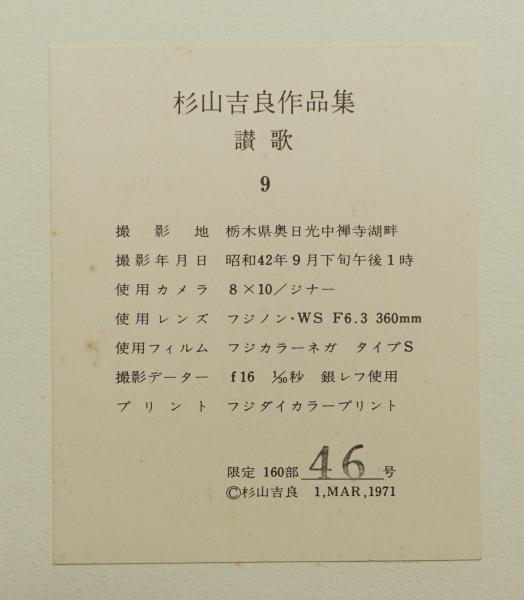 杉山吉良作品集
讃歌
9
撮影地 栃木県奥日光中禅寺湖畔
撮影年月日 昭和42年9月下旬午後1時
使用カメラ 8×10/ジナー
使用レンズ フジノン・WS F6.3 360mm
使用フィルム フジカラーネガ タイプS
撮影データー f16 1/30秒 銀レフ使用
プリント フジダイカラープリント
限定 160部 46 号
©杉山吉良 1,MAR,1971